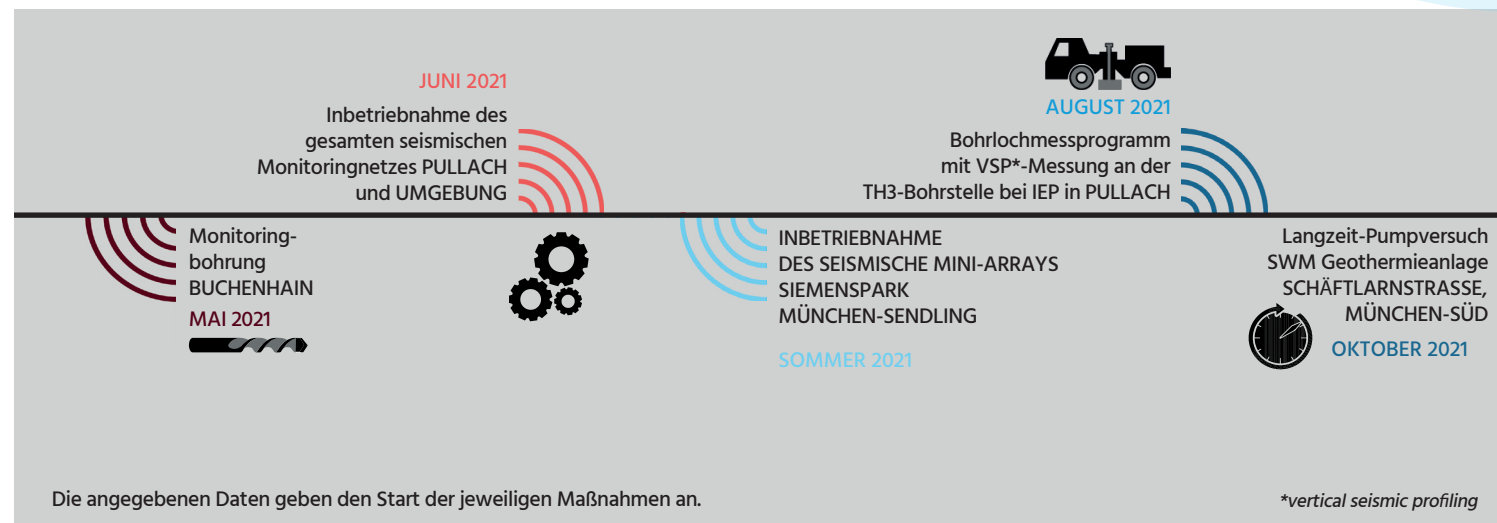 JUNI 2021
Inbetriebnahme des
gesamten seismischen
Monitoringnetzes PULLACH
und UMGEBUNG
AUGUST 2021
Bohrlochmessprogramm
mit VSP*-Messung an der
TH3-Bohrstelle bei IEP in PULLACH
Monitoring-
bohrung
BUCHENHAIN
MAI 2021
INBETRIEBNAHME
DES SEISMISCHE MINI-ARRAYS
SIEMENSPARK
MÜNCHEN-SENDLING
SOMMER 2021
Langzeit-Pumpversuch
SWM Geothermieanlage
SCHÄFTLARNSTRASSE,
MÜNCHEN-SÜD
OKTOBER 2021
Die angegebenen Daten geben den Start der jeweiligen Maßnahmen an.
*vertical seismic profiling